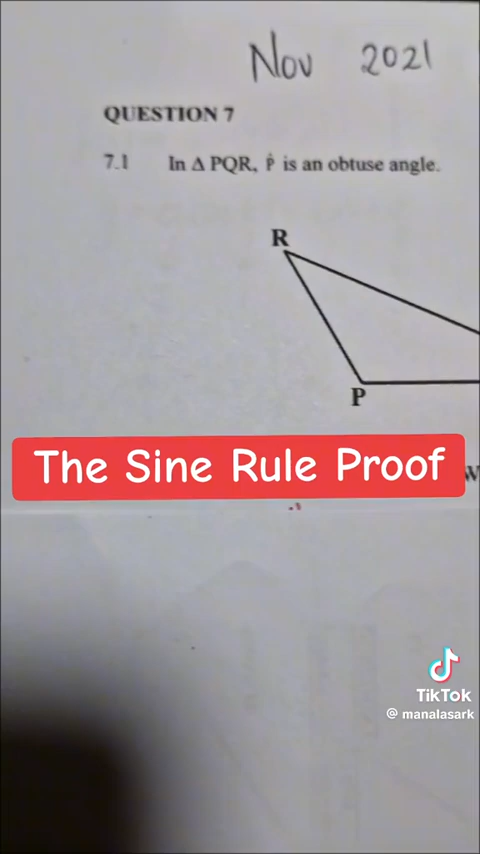 Nov 2021
QUESTION 7
7.1 In Δ PQR, P̂ is an obtuse angle.
R
P
The Sine Rule Proof
TikTok
@ manalasark